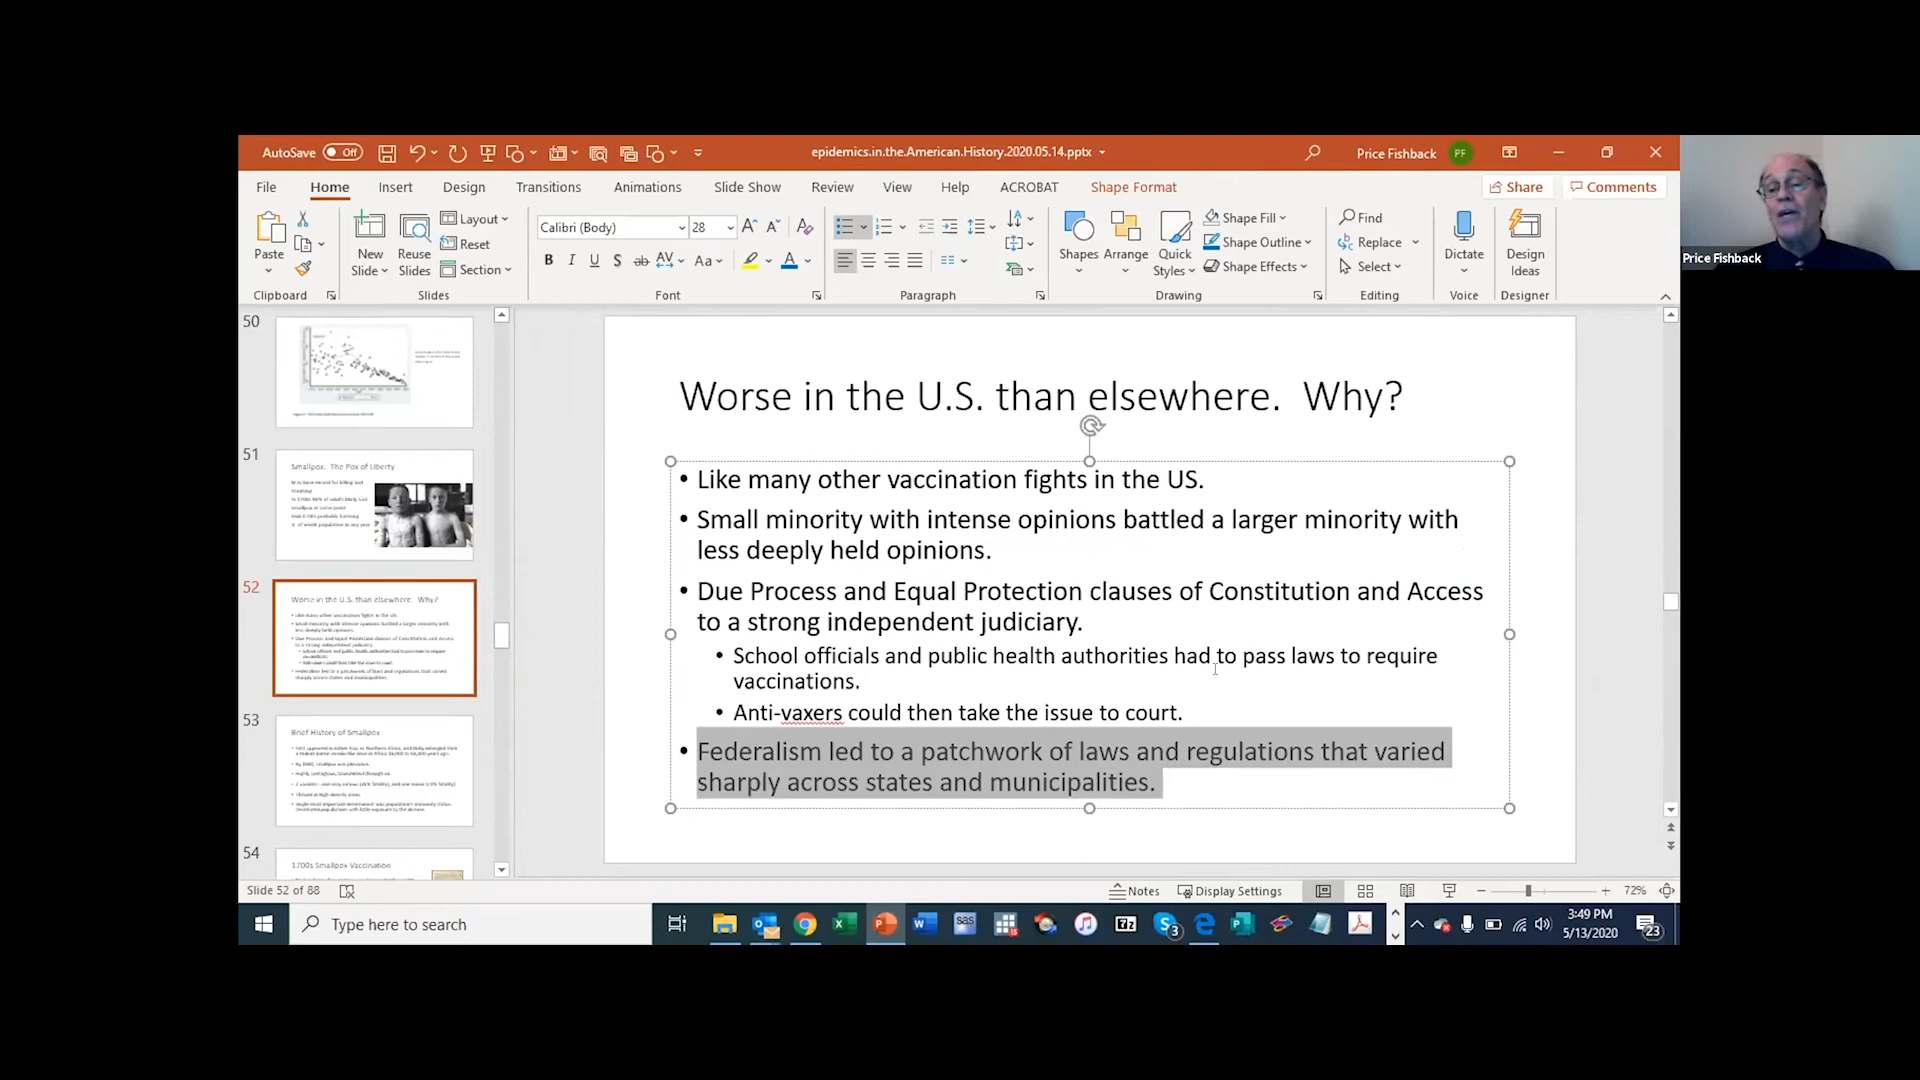 AutoSave Off
epidemics.in.the.American.History.2020.05.14.pptx
Price Fishback PF
File Home Insert Design Transitions Animations Slide Show Review View Help ACROBAT Shape Format Share Comments
Paste
New Slide
Reuse Slides
Layout
Reset
Section
Calibri (Body) 28
Shapes Arrange Quick Styles
Shape Fill
Shape Outline
Shape Effects
Find
Replace
Select
Dictate
Design Ideas
Clipboard Slides Font Paragraph Drawing Editing Voice Designer
Price Fishback
50
51
Smallpox. The Pox of Liberty
52
Worse in the U.S. than elsewhere. Why?
53
Brief History of Smallpox
54
1700s Smallpox Vaccination
Worse in the U.S. than elsewhere. Why?
• Like many other vaccination fights in the US.
• Small minority with intense opinions battled a larger minority with
less deeply held opinions.
• Due Process and Equal Protection clauses of Constitution and Access
to a strong independent judiciary.
• School officials and public health authorities had to pass laws to require
vaccinations.
• Anti-vaxers could then take the issue to court.
• Federalism led to a patchwork of laws and regulations that varied
sharply across states and municipalities.
Slide 52 of 88
Notes Display Settings 72%
Type here to search
3:49 PM
5/13/2020
23